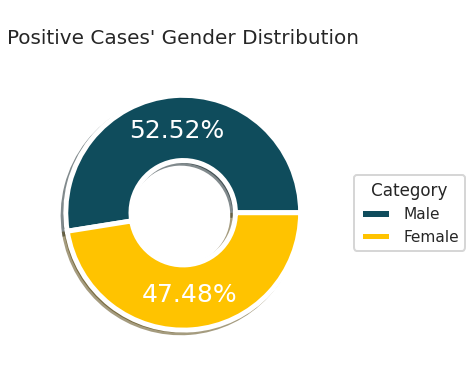 Positive Cases' Gender Distribution
52.52%
Category
Male
Female
47.48%